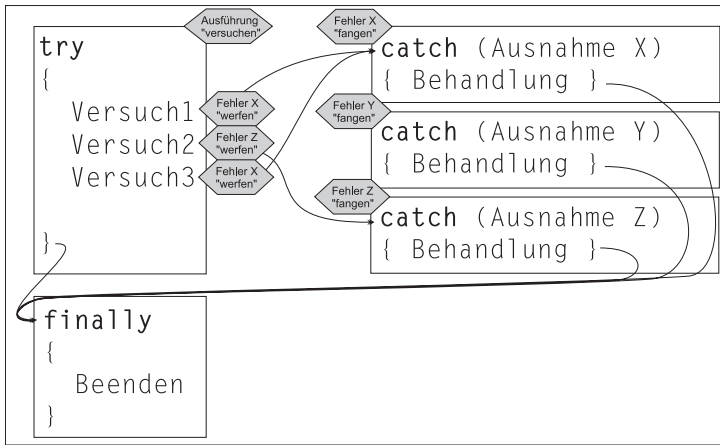 Ausführung
"versuchen"
try
{
Versuch1
Fehler X
"werfen"
Versuch2
Fehler Z
"werfen"
Versuch3
Fehler X
"werfen"
}
Fehler X
"fangen"
catch (Ausnahme X)
{ Behandlung }
Fehler Y
"fangen"
catch (Ausnahme Y)
{ Behandlung }
Fehler Z
"fangen"
catch (Ausnahme Z)
{ Behandlung }
finally
{
Beenden
}